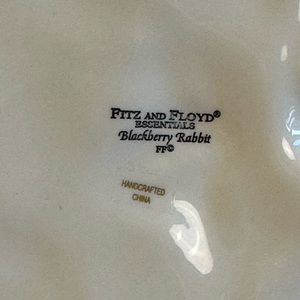 FITZ AND FLOYD®
ESSENTIALS
Blackberry Rabbit
FF©
HANDCRAFTED
CHINA